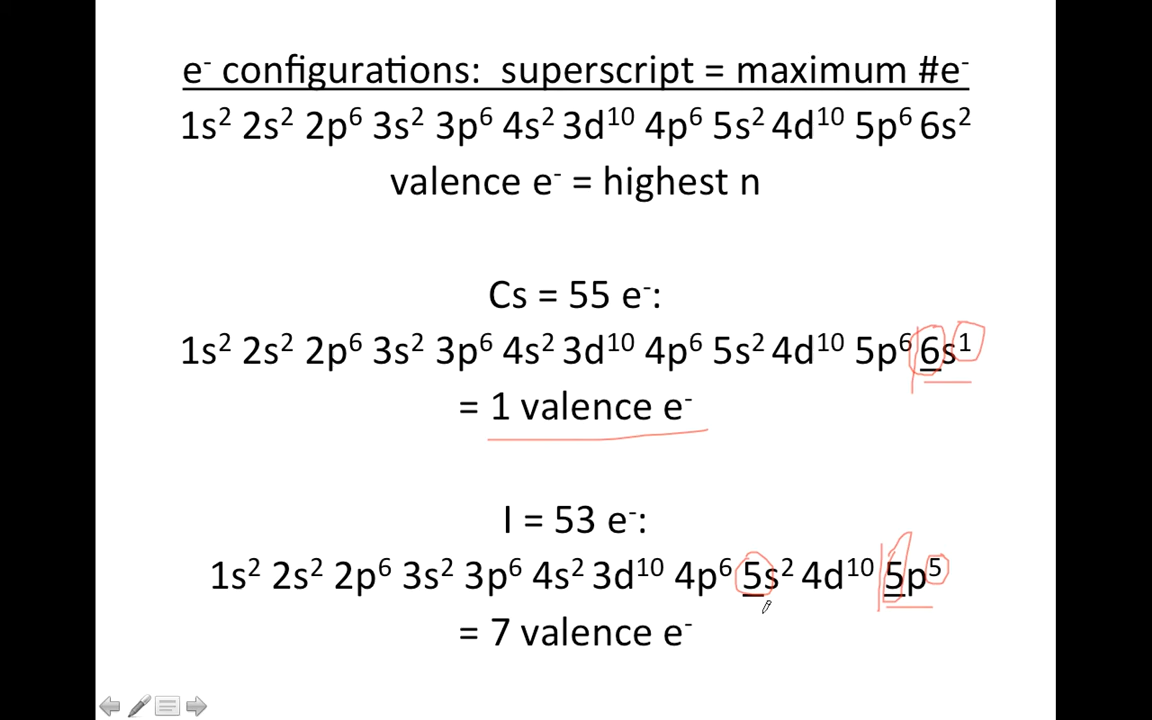 e⁻ configurations:  superscript = maximum #e⁻
1s² 2s² 2p⁶ 3s² 3p⁶ 4s² 3d¹⁰ 4p⁶ 5s² 4d¹⁰ 5p⁶ 6s²
valence e⁻ = highest n
Cs = 55 e⁻:
1s² 2s² 2p⁶ 3s² 3p⁶ 4s² 3d¹⁰ 4p⁶ 5s² 4d¹⁰ 5p⁶ 6s¹
= 1 valence e⁻
I = 53 e⁻:
1s² 2s² 2p⁶ 3s² 3p⁶ 4s² 3d¹⁰ 4p⁶ 5s² 4d¹⁰ 5p⁵
= 7 valence e⁻